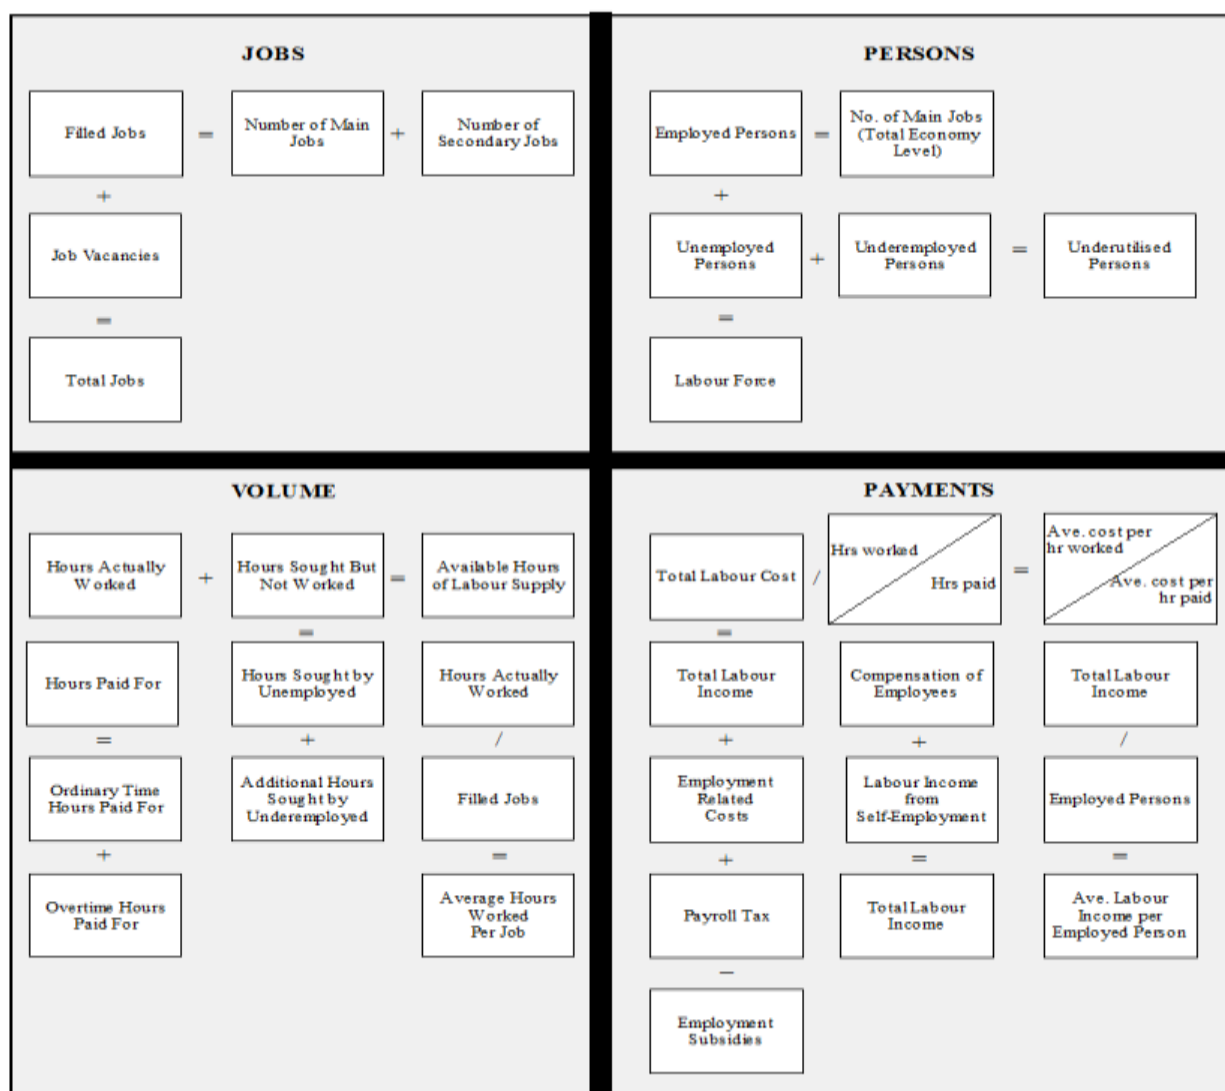 JOBS
Filled Jobs
=
Number of Main
Jobs
+
Number of
Secondary Jobs
+
Job Vacancies
=
Total Jobs
PERSONS
Employed Persons
=
No. of Main Jobs
(Total Economy
Level)
+
Unemployed
Persons
+
Underemployed
Persons
=
Underutilised
Persons
=
Labour Force
VOLUME
Hours Actually
Worked
+
Hours Sought But
Not Worked
=
Available Hours
of Labour Supply
=
Hours Paid For
Hours Sought by
Unemployed
Hours Actually
Worked
=
+
/
Ordinary Time
Hours Paid For
Additional Hours
Sought by
Underemployed
Filled Jobs
+
=
Overtime Hours
Paid For
Average Hours
Worked
Per Job
PAYMENTS
Total Labour Cost
/
Hrs worked
Hrs paid
=
Ave. cost per
hr worked
Ave. cost per
hr paid
=
Total Labour
Income
Compensation of
Employees
Total Labour
Income
+
+
/
Employment
Related
Costs
Labour Income
from
Self-Employment
Employed Persons
+
=
=
Payroll Tax
Total Labour
Income
Ave. Labour
Income per
Employed Person
–
Employment
Subsidies